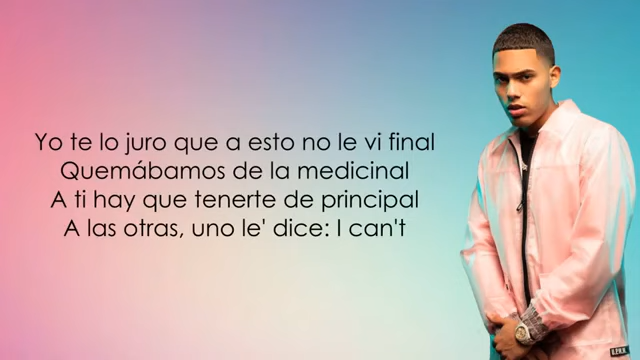 Yo te lo juro que a esto no le vi final
Quemábamos de la medicinal
A ti hay que tenerte de principal
A las otras, uno le' dice: I can't